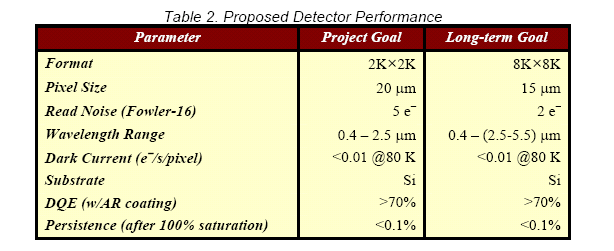 Table 2. Proposed Detector Performance
Parameter Project Goal Long-term Goal
Format 2K×2K 8K×8K
Pixel Size 20 μm 15 μm
Read Noise (Fowler-16) 5 e⁻ 2 e⁻
Wavelength Range 0.4 – 2.5 μm 0.4 – (2.5-5.5) μm
Dark Current (e⁻/s/pixel) <0.01 @80 K <0.01 @80 K
Substrate Si Si
DQE (w/AR coating) >70% >70%
Persistence (after 100% saturation) <0.1% <0.1%